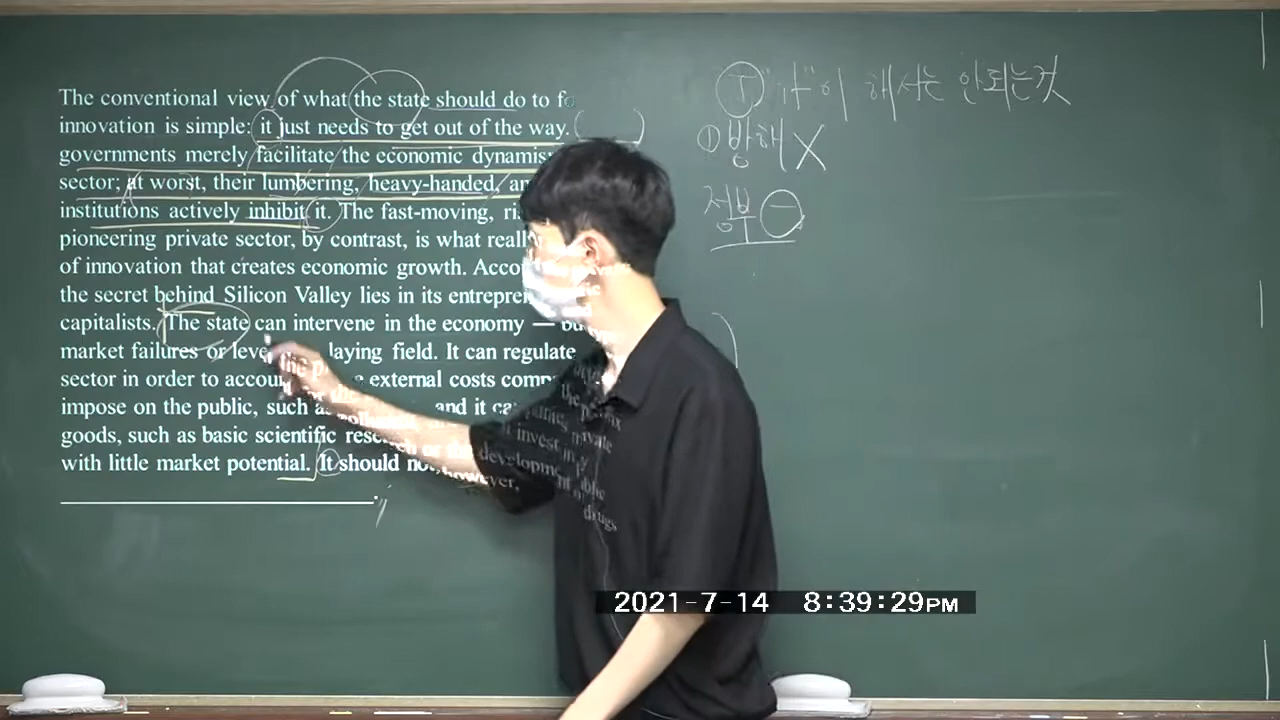 The conventional view of what the state should do to fo
innovation is simple: it just needs to get out of the way.
governments merely facilitate the economic dynamism
sector; at worst, their lumbering, heavy-handed, an
institutions actively inhibit it. The fast-moving, ri
pioneering private sector, by contrast, is what really
of innovation that creates economic growth. Acco
the secret behind Silicon Valley lies in its entrepren
capitalists. The state can intervene in the economy — bu
market failures or leve laying field. It can regulate
sector in order to accoun e external costs comp
impose on the public, such as and it ca
goods, such as basic scientific research
with little market potential. It should not, however,
T "가" 이 해서는 안되는것
① 방해 X
정부 ⊖
2021-7-14 8:39:29PM